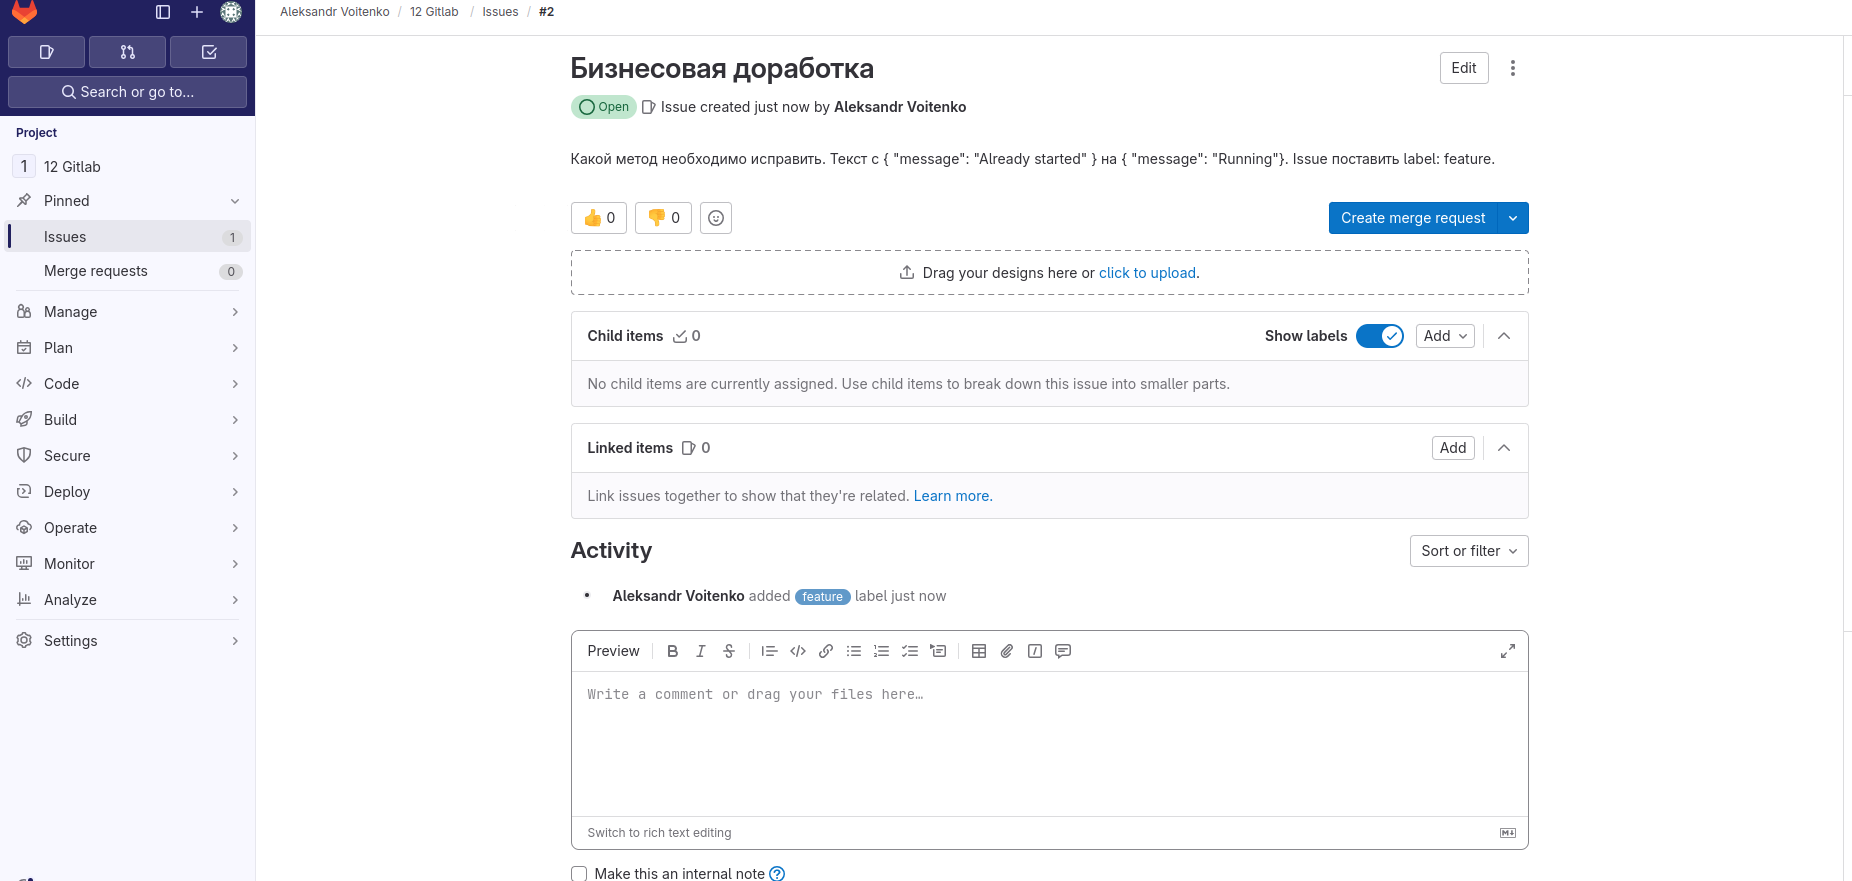 Aleksandr Voitenko / 12 Gitlab / Issues / #2
Search or go to...
Project
1 12 Gitlab
Pinned
Issues 1
Merge requests 0
Manage
Plan
Code
Build
Secure
Deploy
Operate
Monitor
Analyze
Settings
Бизнесовая доработка
Edit
Open Issue created just now by Aleksandr Voitenko
Какой метод необходимо исправить. Текст с { "message": "Already started" } на { "message": "Running"}. Issue поставить label: feature.
0 0
Create merge request
Drag your designs here or click to upload.
Child items 0
Show labels Add
No child items are currently assigned. Use child items to break down this issue into smaller parts.
Linked items 0
Add
Link issues together to show that they're related. Learn more.
Activity
Sort or filter
Aleksandr Voitenko added feature label just now
Preview
Write a comment or drag your files here…
Switch to rich text editing
Make this an internal note